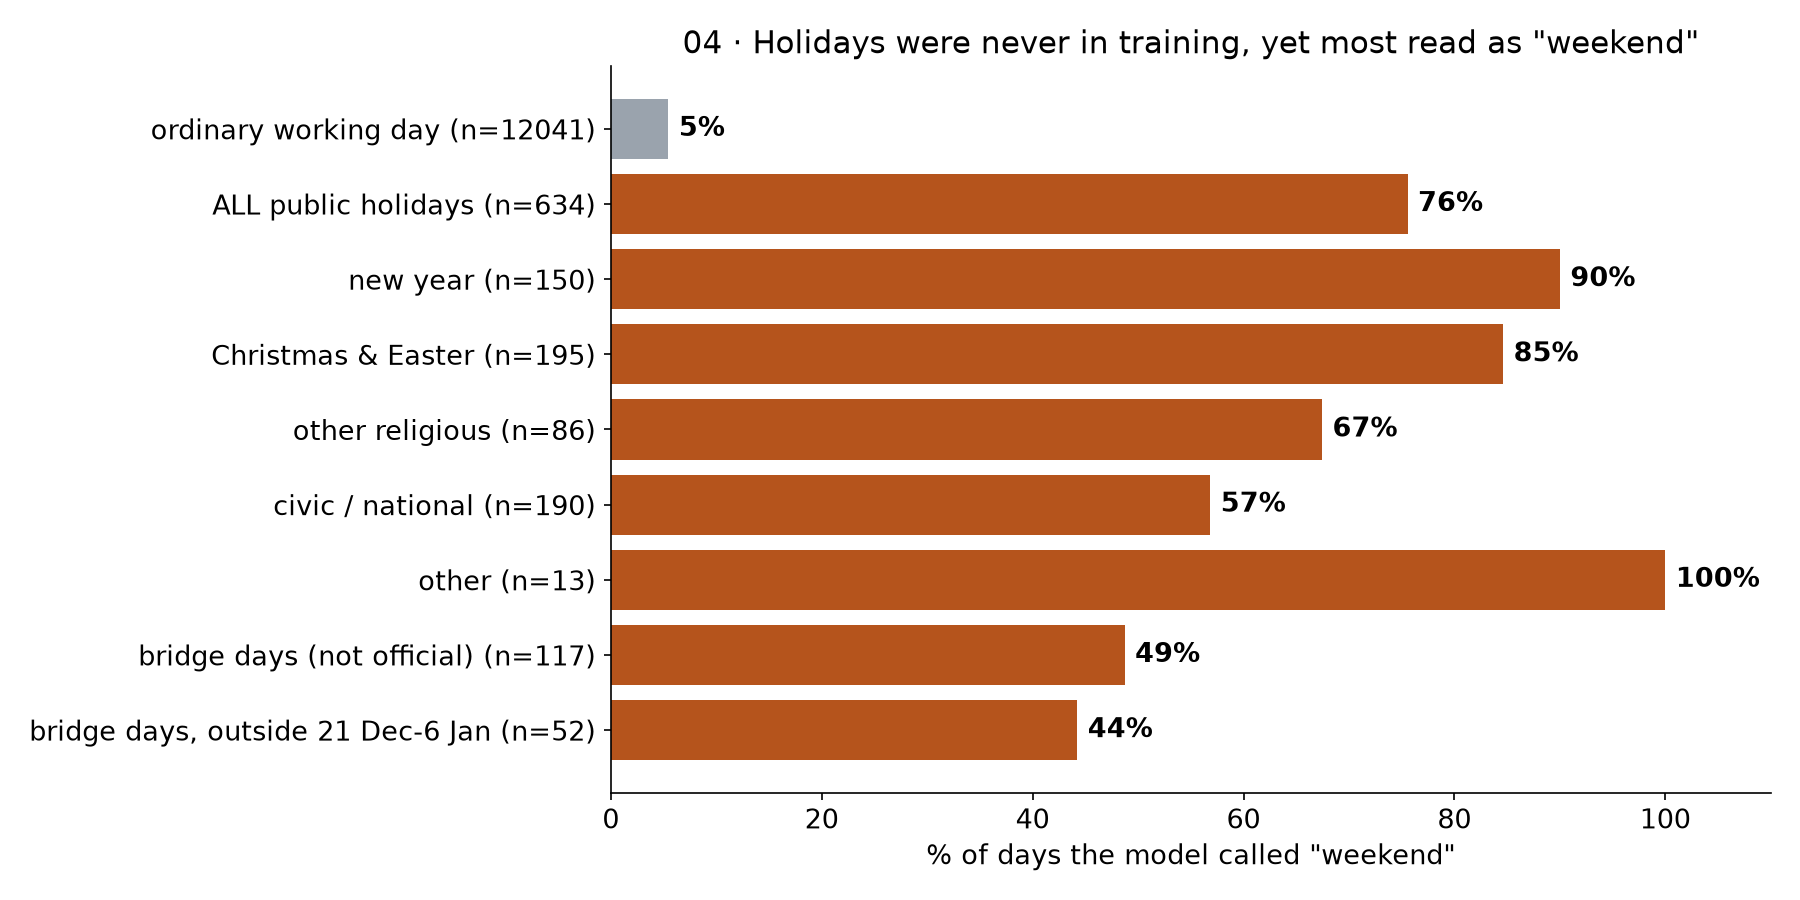 04 · Holidays were never in training, yet most read as "weekend"
ordinary working day (n=12041)
5%
ALL public holidays (n=634)
76%
new year (n=150)
90%
Christmas & Easter (n=195)
85%
other religious (n=86)
67%
civic / national (n=190)
57%
other (n=13)
100%
bridge days (not official) (n=117)
49%
bridge days, outside 21 Dec-6 Jan (n=52)
44%
0 20 40 60 80 100
% of days the model called "weekend"